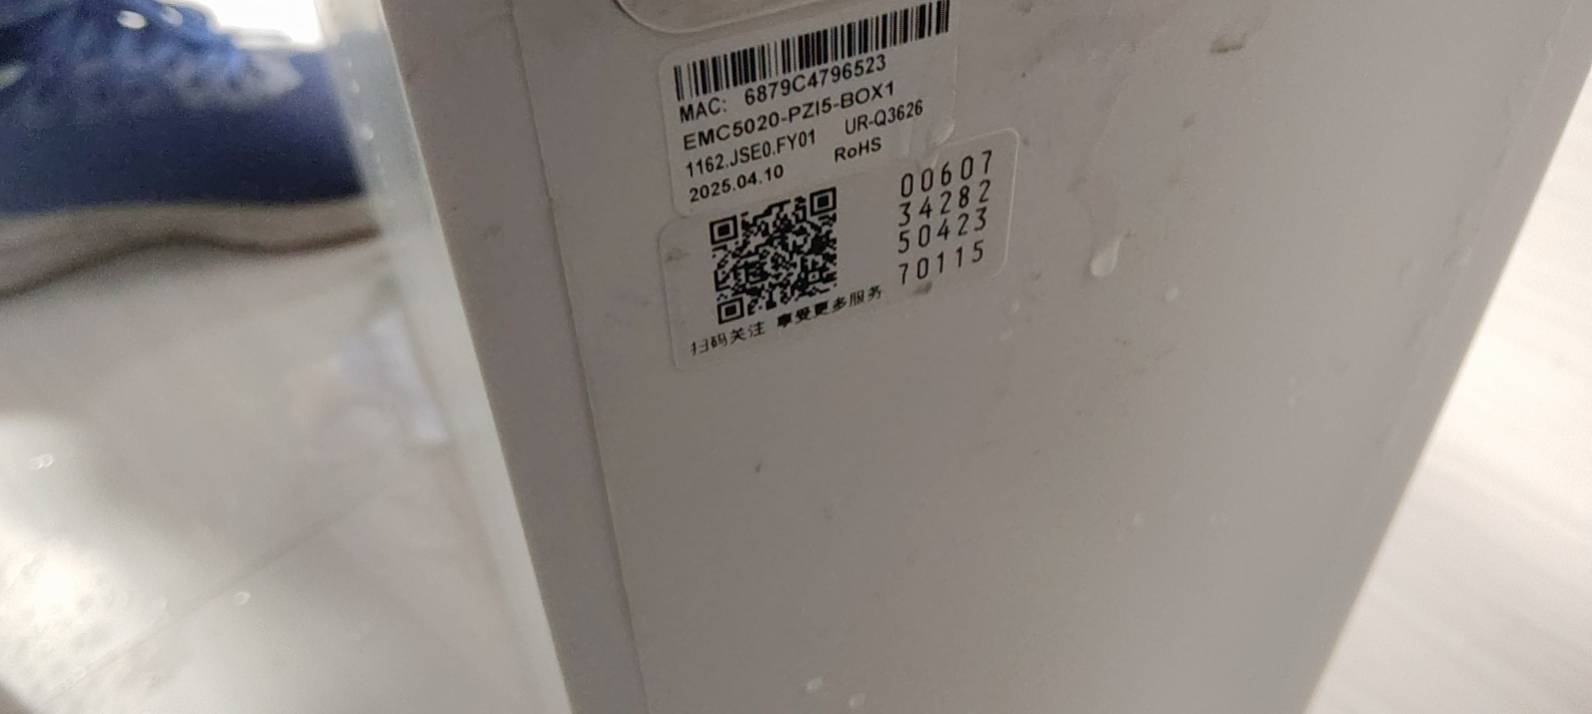 MAC: 6879C4796523
EMC5020-PZI5-BOX1
1162.JSE0.FY01 UR-Q3626
2025.04.10 RoHS
00607
34282
50423
70115
扫码关注 享受更多服务